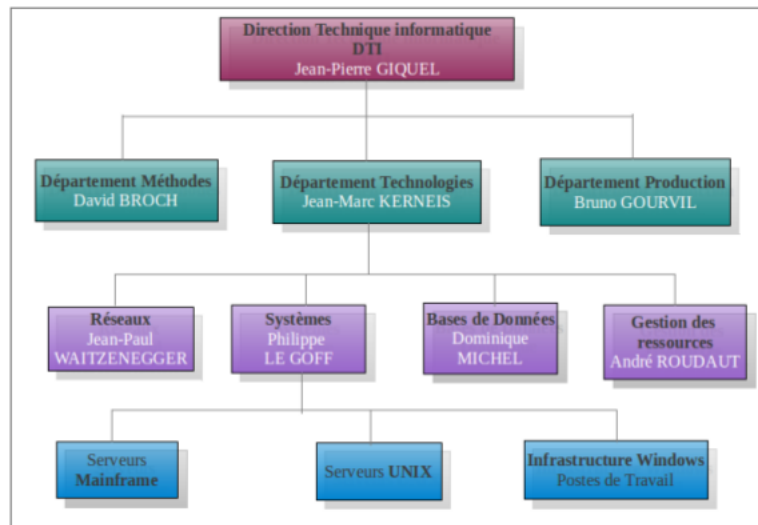 Direction Technique informatique
DTI
Jean-Pierre GIQUEL
Département Méthodes
David BROCH
Département Technologies
Jean-Marc KERNEIS
Département Production
Bruno GOURVIL
Réseaux
Jean-Paul
WAITZENEGGER
Systèmes
Philippe
LE GOFF
Bases de Données
Dominique
MICHEL
Gestion des
ressources
André ROUDAUT
Serveurs
Mainframe
Serveurs UNIX
Infrastructure Windows
Postes de Travail